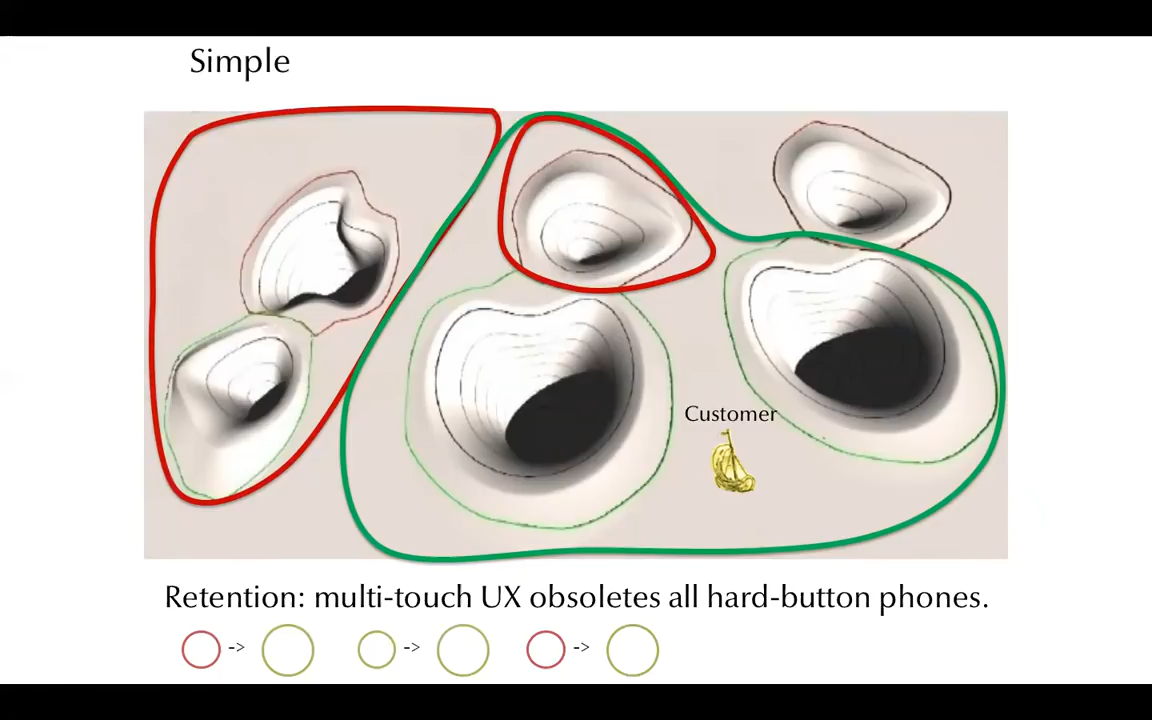 Simple
Customer
Retention: multi-touch UX obsoletes all hard-button phones.
-> -> ->